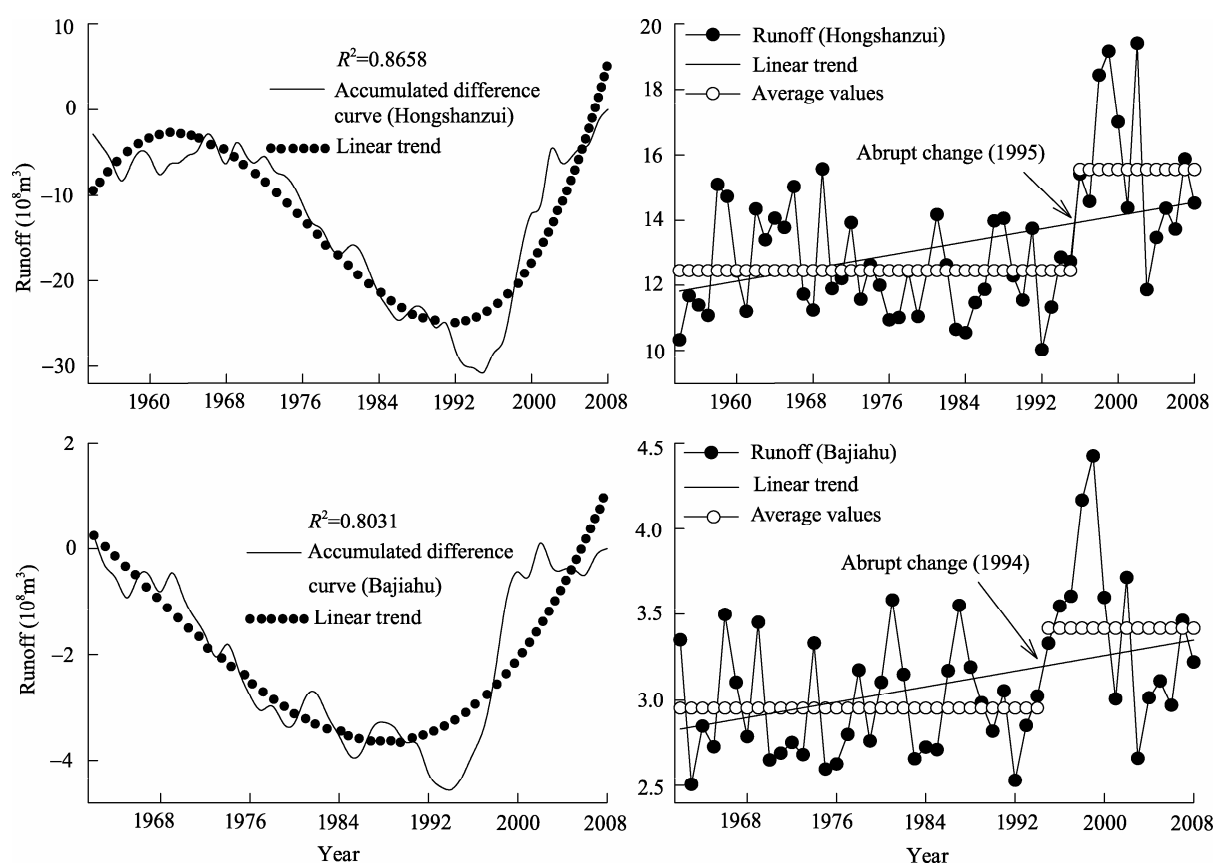 10
0
−10
−20
−30
Runoff (10⁸m³)
R²=0.8658
Accumulated difference
curve (Hongshanzui)
Linear trend
1960
1968
1976
1984
1992
2000
2008
20
18
16
14
12
10
Runoff (Hongshanzui)
Linear trend
Average values
Abrupt change (1995)
1960
1968
1976
1984
1992
2000
2008
2
0
−2
−4
Runoff (10⁸m³)
R²=0.8031
Accumulated difference
curve (Bajiahu)
Linear trend
1968
1976
1984
1992
2000
2008
Year
4.5
4.0
3.5
3.0
2.5
Runoff (Bajiahu)
Linear trend
Average values
Abrupt change (1994)
1968
1976
1984
1992
2000
2008
Year